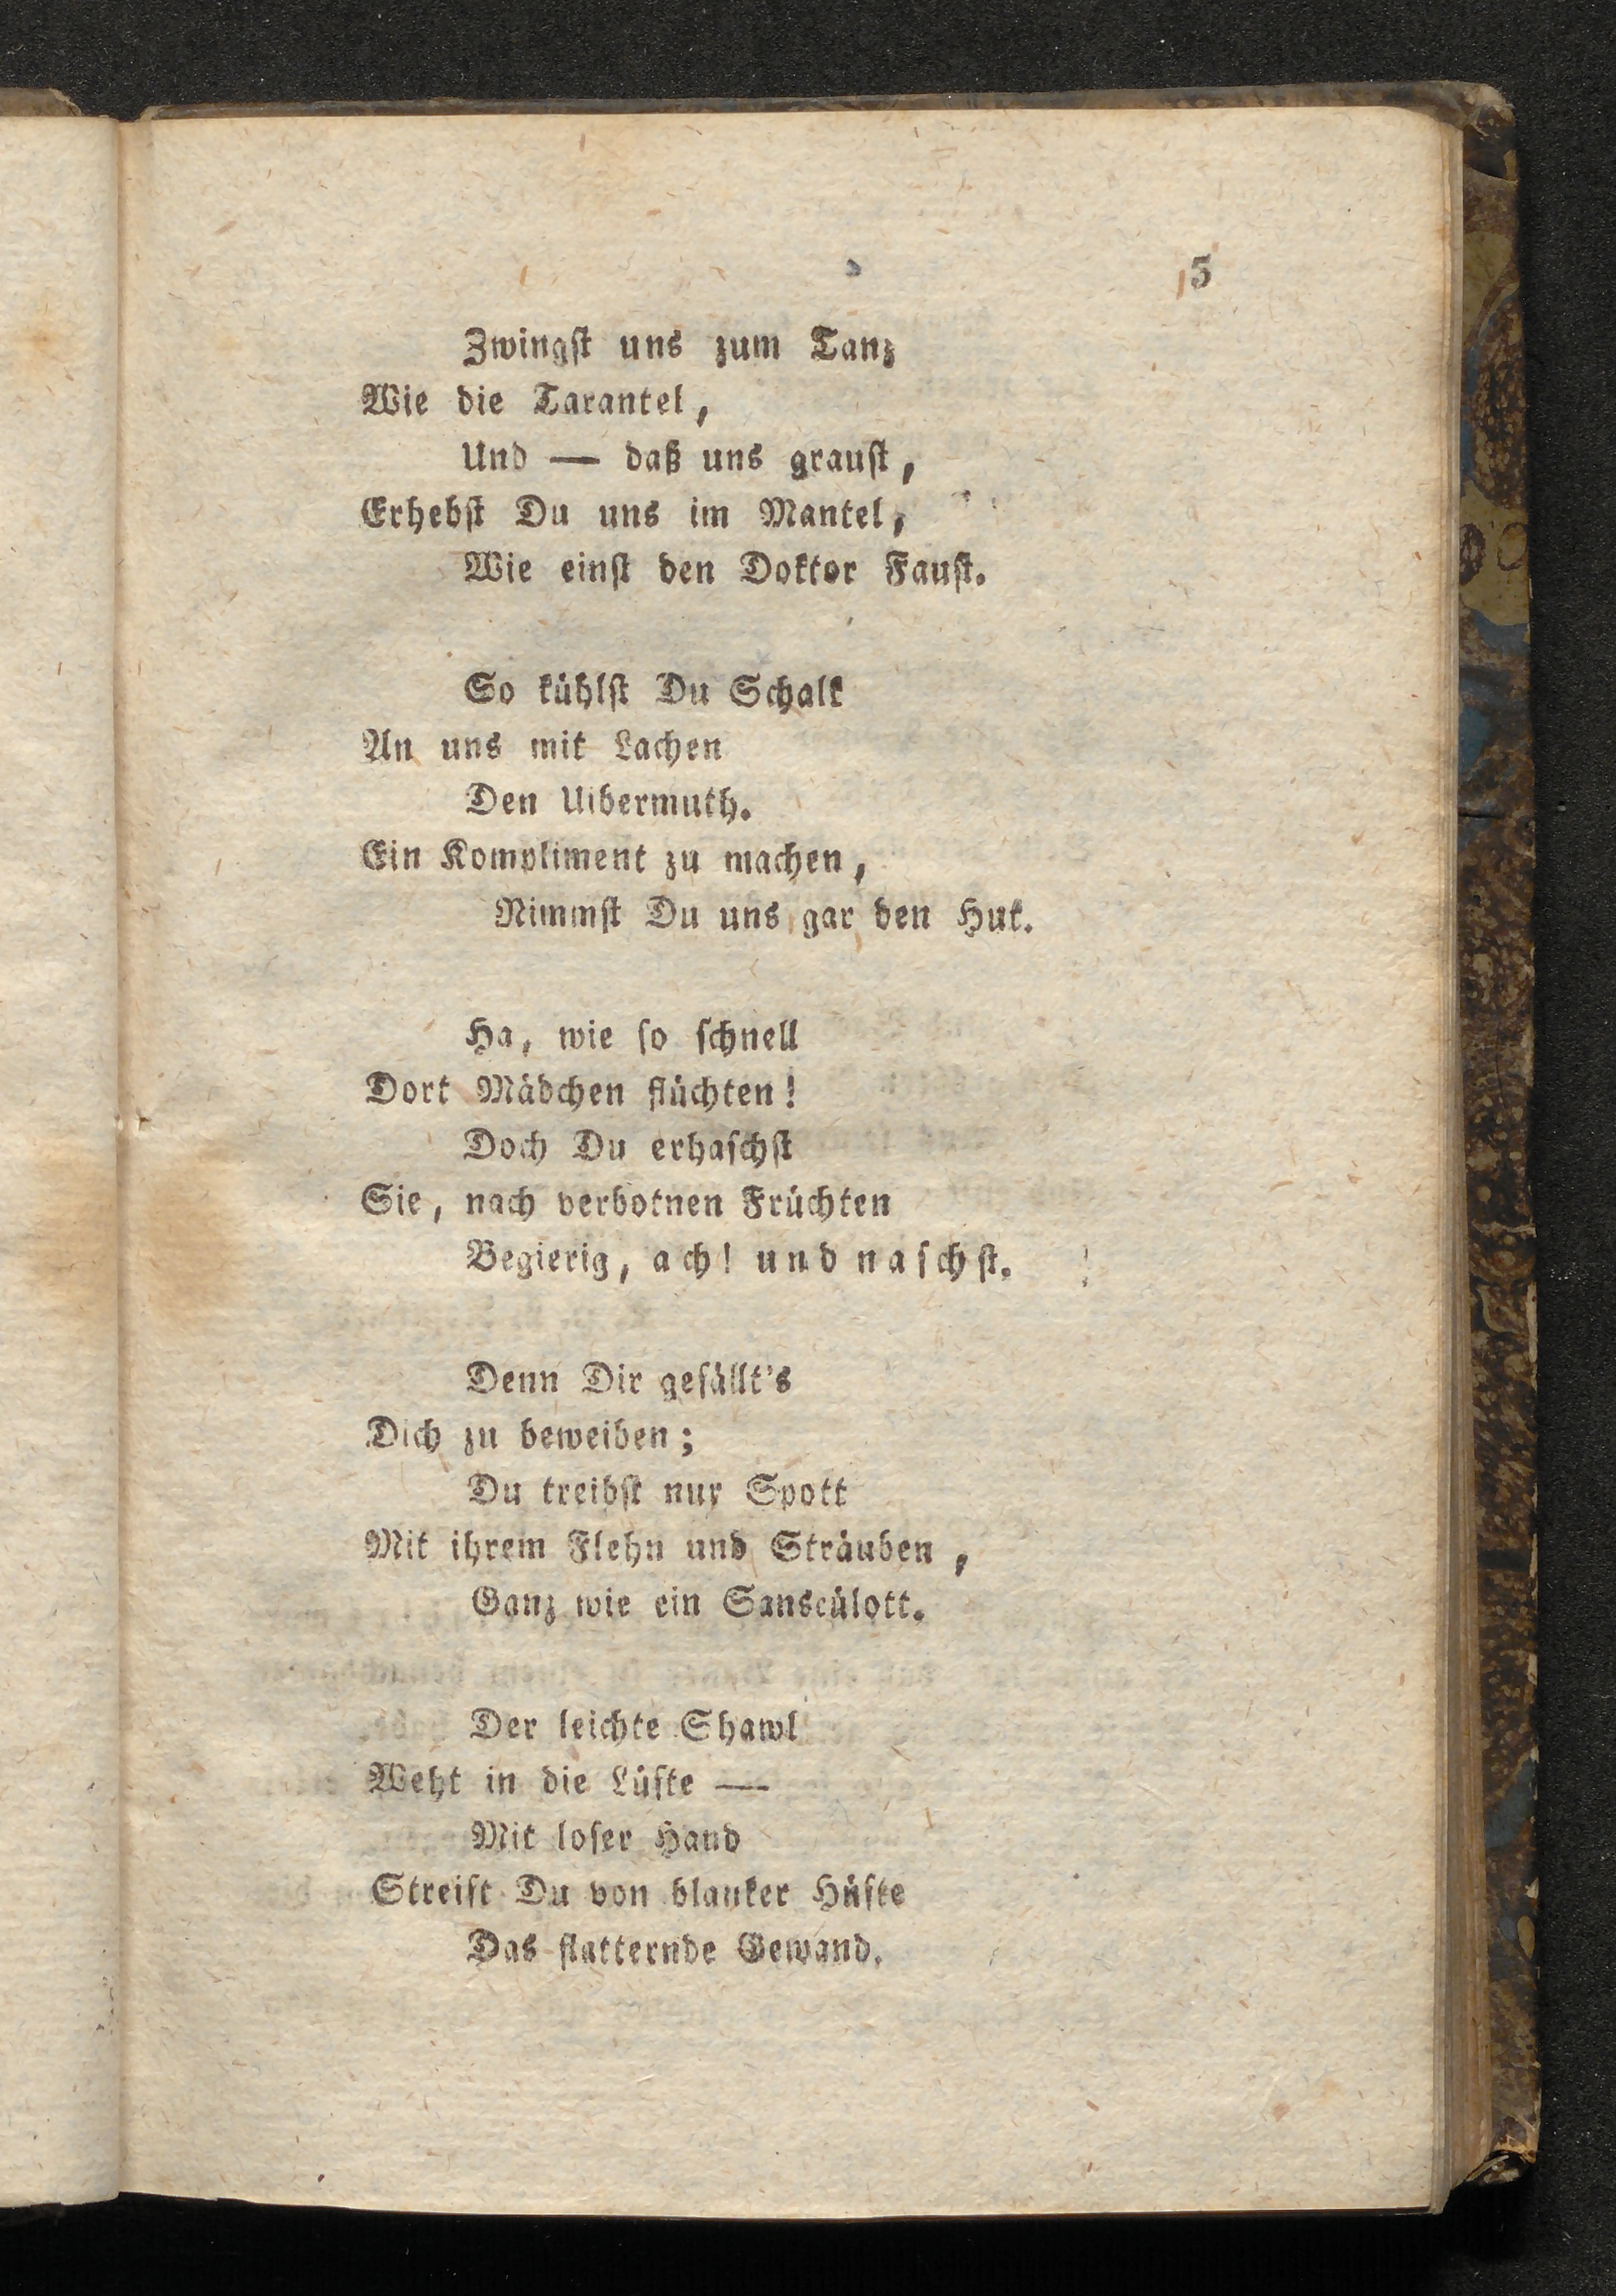 5
Zwingſt uns zum Tanz
Wie die Tarantel,
Und — daß uns grauſt,
Erhebſt Du uns im Mantel,
Wie einſt den Doktor Fauſt.
So kühlſt Du Schalk
An uns mit Lachen
Den Uibermuth.
Ein Kompliment zu machen,
Nimmſt Du uns gar den Hut.
Ha, wie ſo ſchnell
Dort Mädchen flüchten!
Doch Du erhaſchſt
Sie, nach verbotnen Früchten
Begierig, ach! und naſchſt.
Denn Dir gefällt's
Dich zu beweiben;
Du treibſt nur Spott
Mit ihrem Flehn und Sträuben,
Ganz wie ein Sanscülott.
Der leichte Shawl
Weht in die Lüfte —
Mit loſer Hand
Streift Du von blanker Hüfte
Das flatternde Gewand.